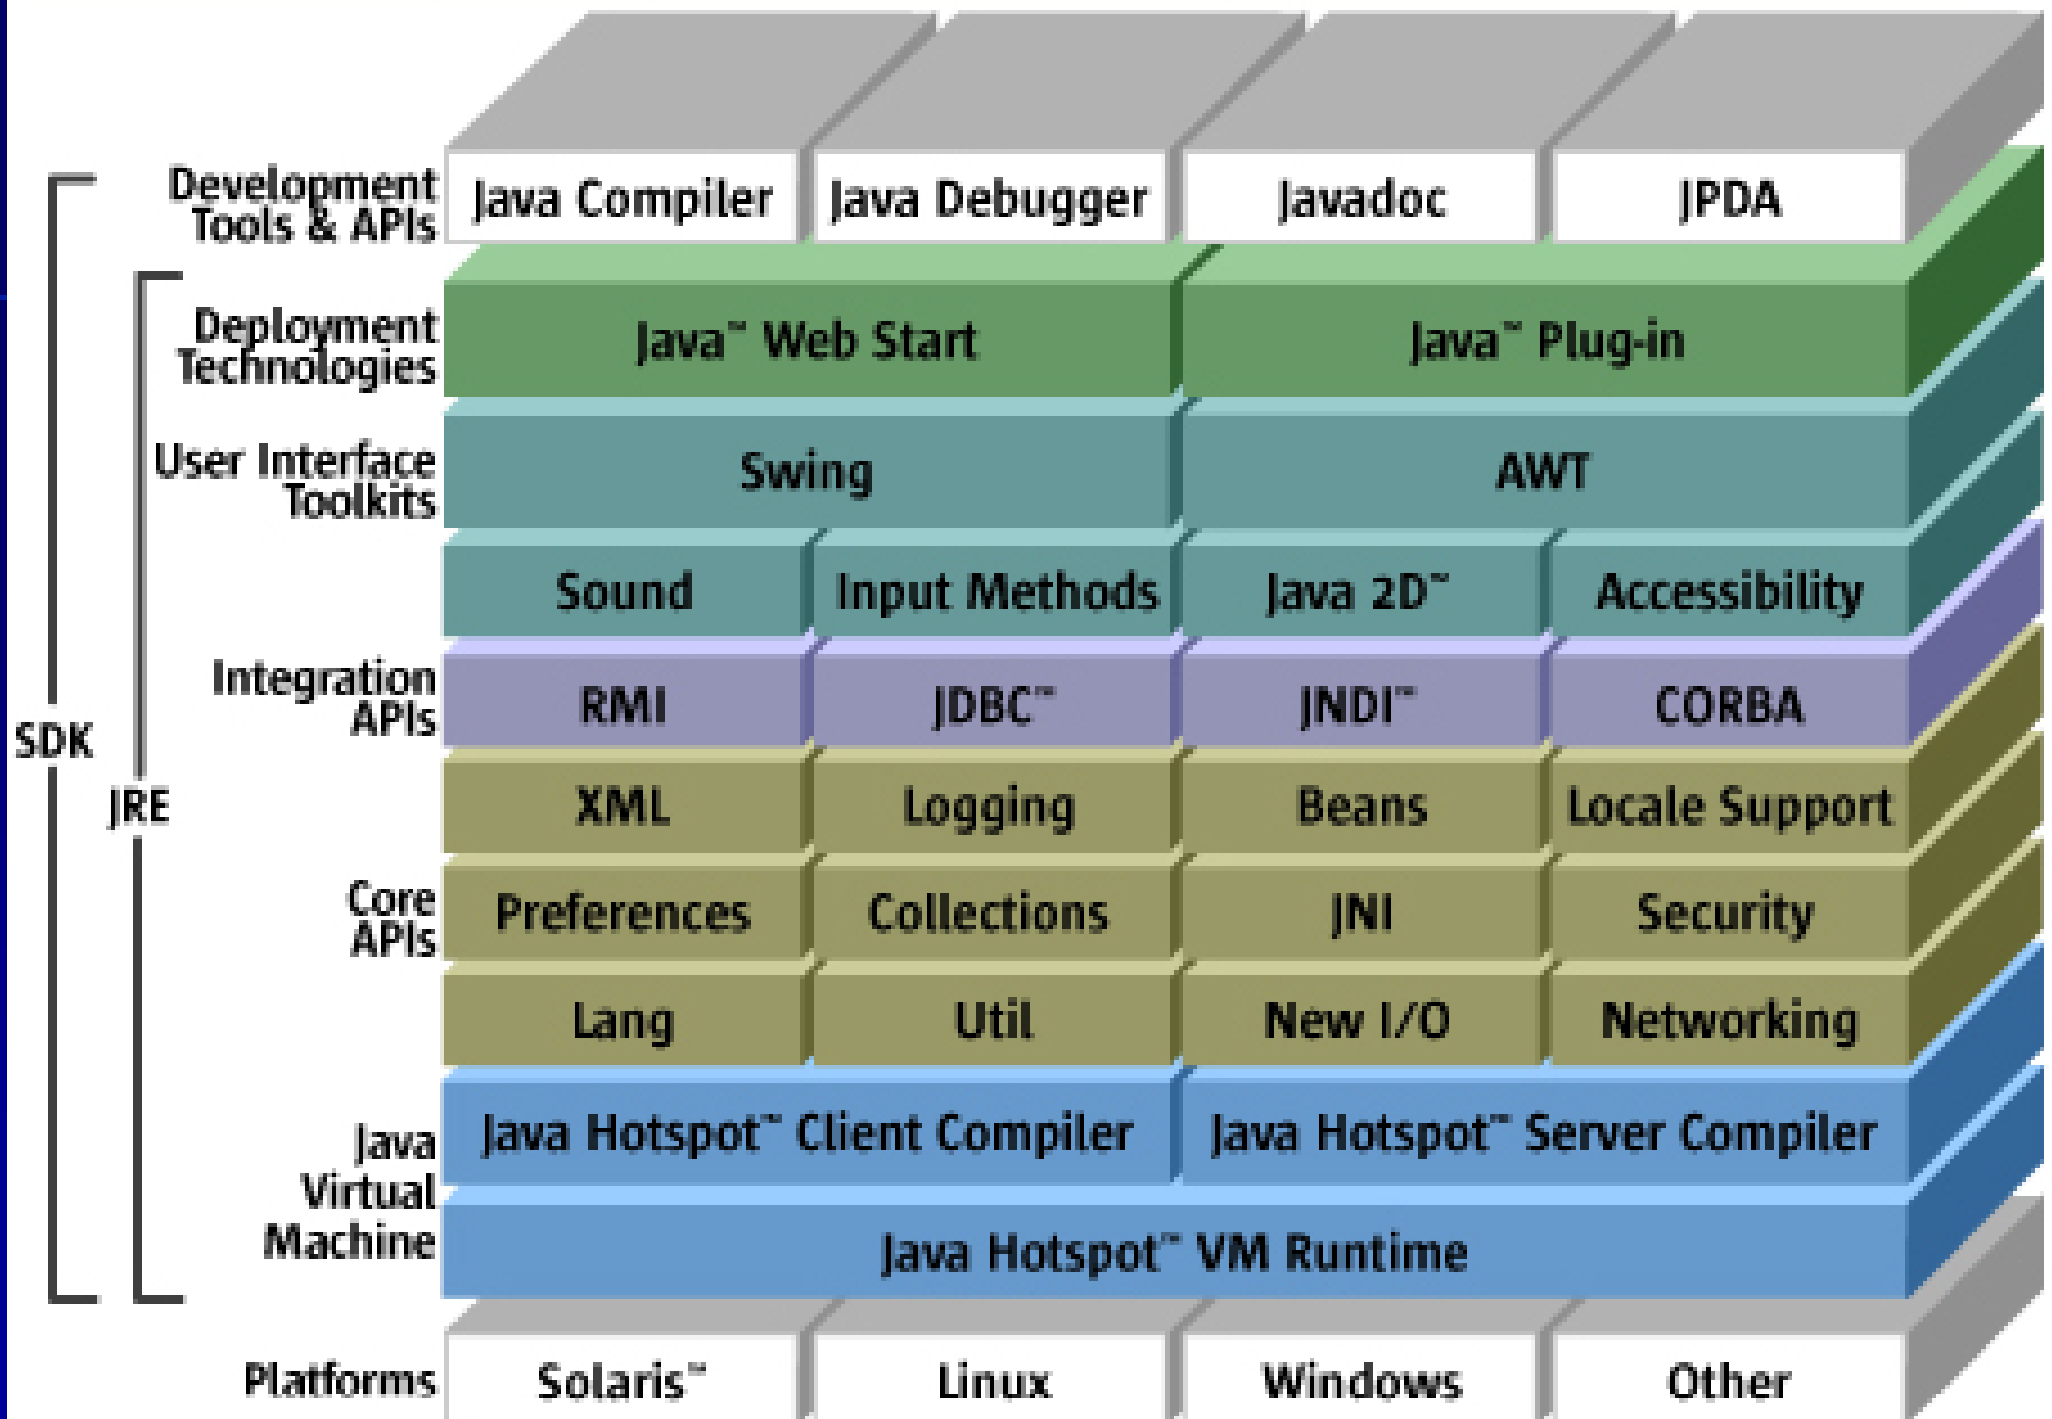 Development
Tools & APIs
Java Compiler
Java Debugger
Javadoc
JPDA
Deployment
Technologies
Java™ Web Start
Java™ Plug-in
User Interface
Toolkits
Swing
AWT
Sound
Input Methods
Java 2D™
Accessibility
Integration
APIs
RMI
JDBC™
JNDI™
CORBA
SDK
JRE
XML
Logging
Beans
Locale Support
Core
APIs
Preferences
Collections
JNI
Security
Lang
Util
New I/O
Networking
Java
Virtual
Machine
Java Hotspot™ Client Compiler
Java Hotspot™ Server Compiler
Java Hotspot™ VM Runtime
Platforms
Solaris™
Linux
Windows
Other